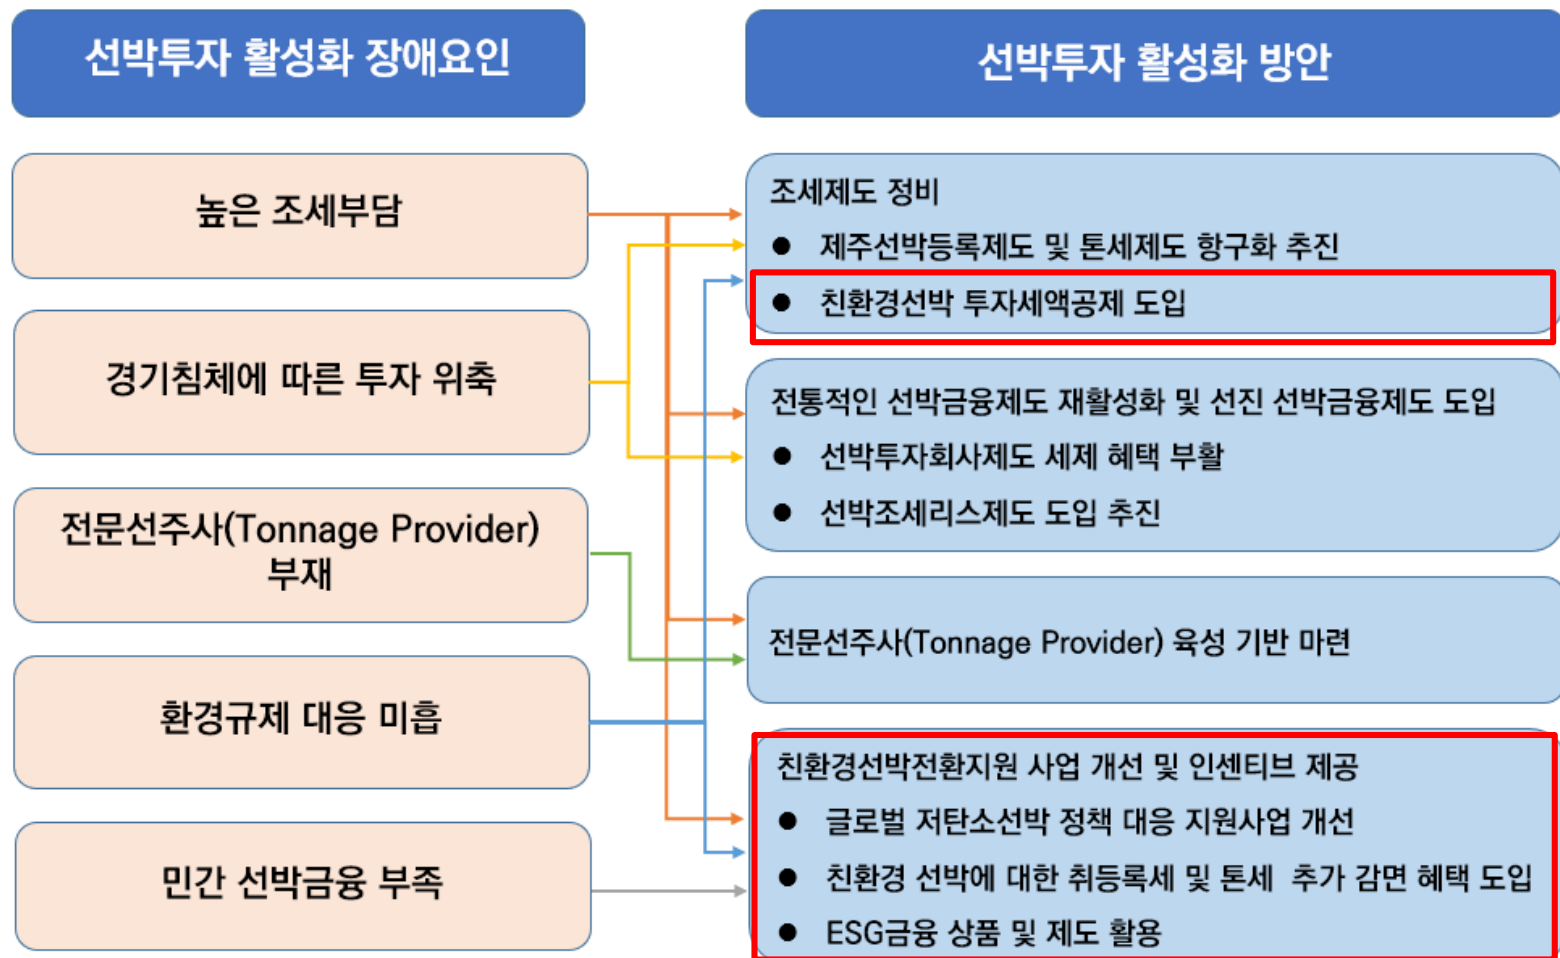 선박투자 활성화 장애요인
선박투자 활성화 방안
높은 조세부담
경기침체에 따른 투자 위축
전문선주사(Tonnage Provider)
부재
환경규제 대응 미흡
민간 선박금융 부족
조세제도 정비
● 제주선박등록제도 및 톤세제도 항구화 추진
● 친환경선박 투자세액공제 도입
전통적인 선박금융제도 재활성화 및 선진 선박금융제도 도입
● 선박투자회사제도 세제 혜택 부활
● 선박조세리스제도 도입 추진
전문선주사(Tonnage Provider) 육성 기반 마련
친환경선박전환지원 사업 개선 및 인센티브 제공
● 글로벌 저탄소선박 정책 대응 지원사업 개선
● 친환경 선박에 대한 취등록세 및 톤세 추가 감면 혜택 도입
● ESG금융 상품 및 제도 활용